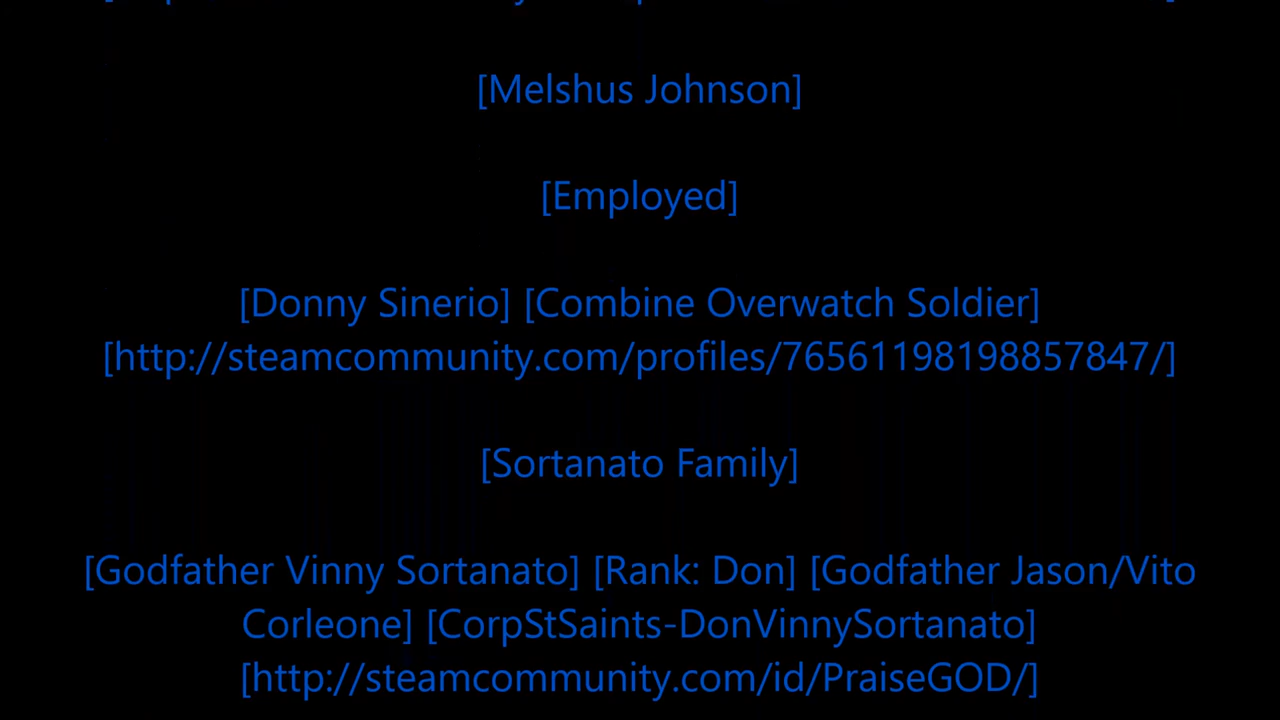 [Melshus Johnson]
[Employed]
[Donny Sinerio] [Combine Overwatch Soldier]
[http://steamcommunity.com/profiles/76561198198857847/]
[Sortanato Family]
[Godfather Vinny Sortanato] [Rank: Don] [Godfather Jason/Vito
Corleone] [CorpStSaints-DonVinnySortanato]
[http://steamcommunity.com/id/PraiseGOD/]